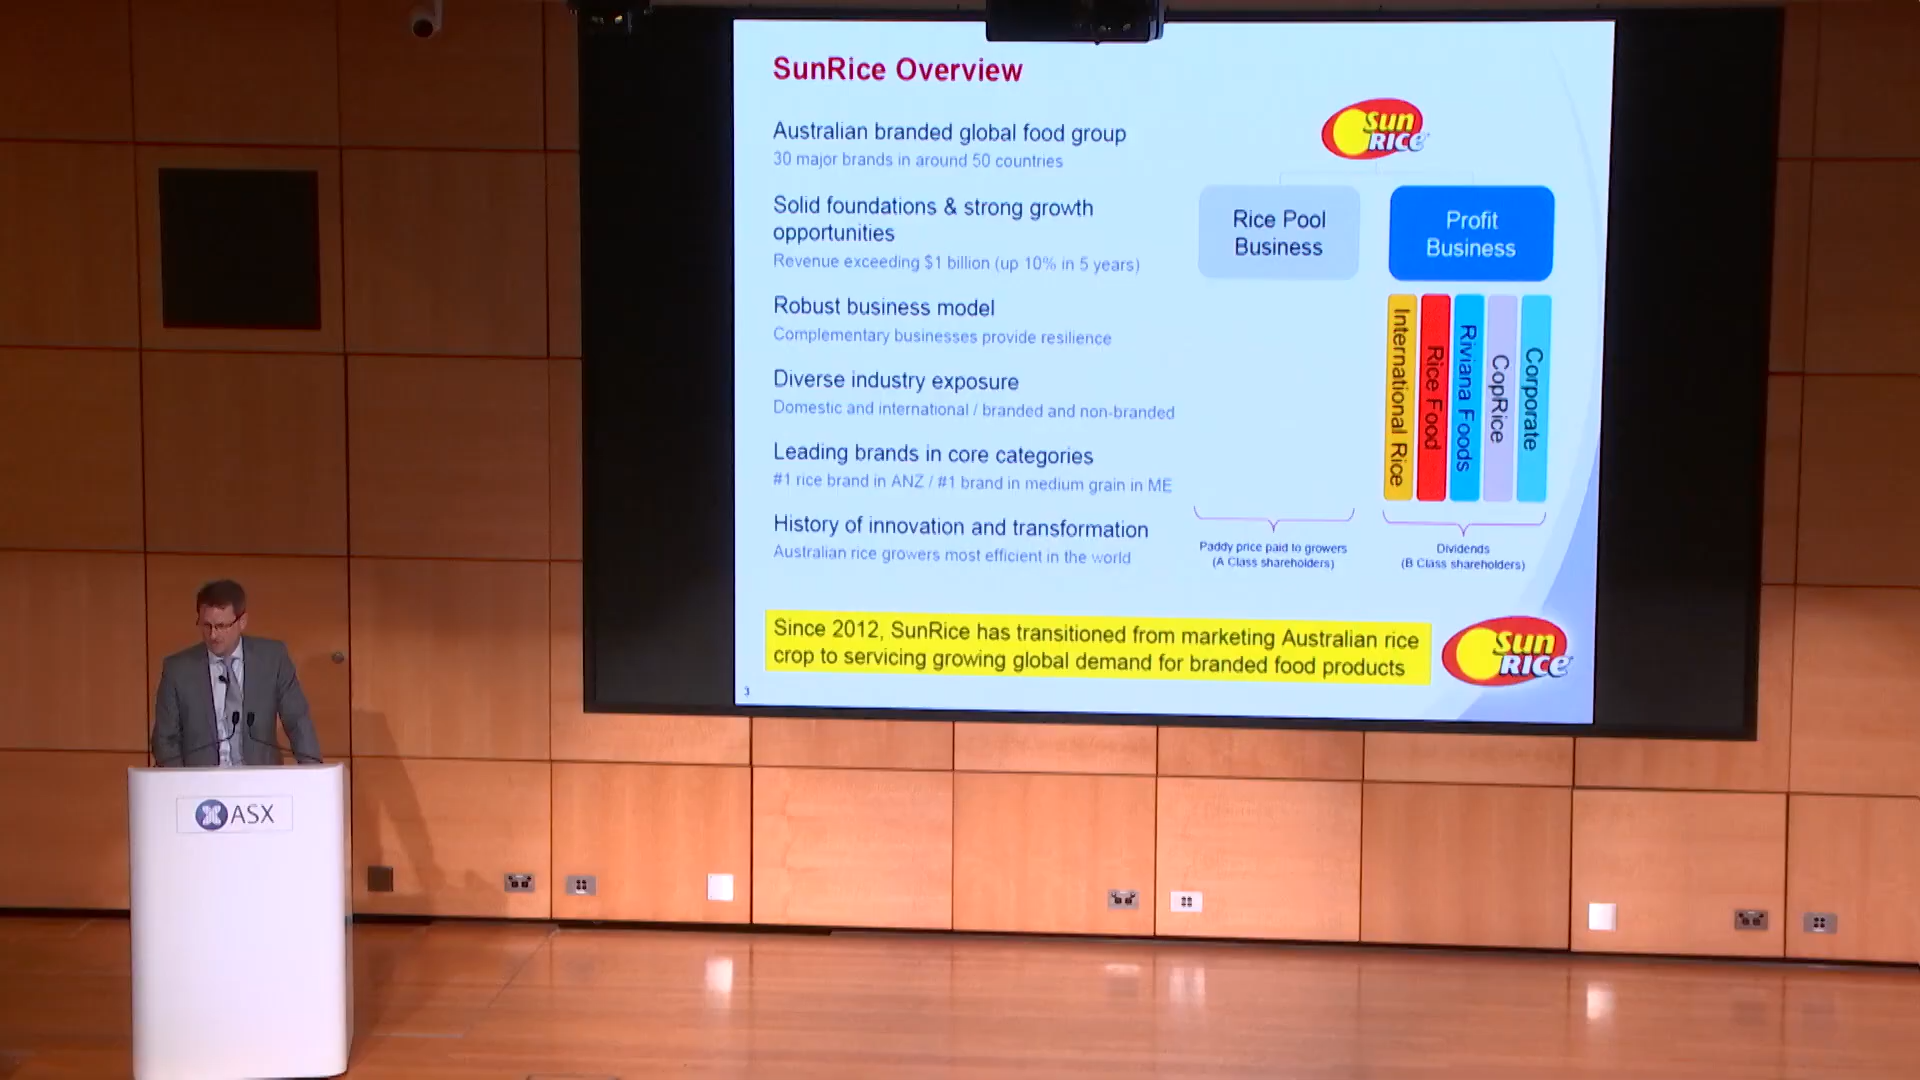 SunRice Overview
Australian branded global food group
30 major brands in around 50 countries
Solid foundations & strong growth
opportunities
Revenue exceeding $1 billion (up 10% in 5 years)
Robust business model
Complementary businesses provide resilience
Diverse industry exposure
Domestic and international / branded and non-branded
Leading brands in core categories
#1 rice brand in ANZ / #1 brand in medium grain in ME
History of innovation and transformation
Australian rice growers most efficient in the world
Sun
RICE
Rice Pool
Business
Profit
Business
International Rice
Rice Food
Riviana Foods
CopRice
Corporate
Paddy price paid to growers
(A Class shareholders)
Dividends
(B Class shareholders)
Since 2012, SunRice has transitioned from marketing Australian rice
crop to servicing growing global demand for branded food products
Sun
RICE
3
ASX